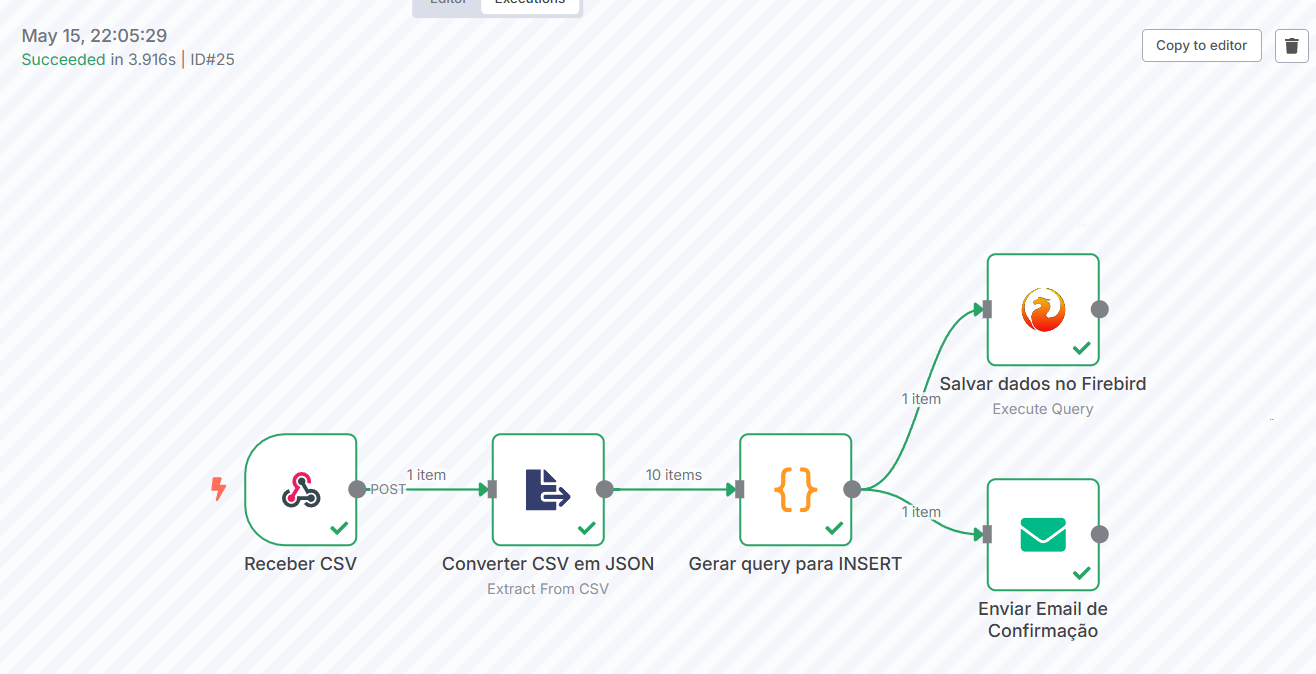 Editor Executions
May 15, 22:05:29
Succeeded in 3.916s | ID#25
Copy to editor
1 item
Salvar dados no Firebird
Execute Query
POST
1 item
10 items
1 item
Receber CSV
Converter CSV em JSON
Extract From CSV
Gerar query para INSERT
Enviar Email de
Confirmação